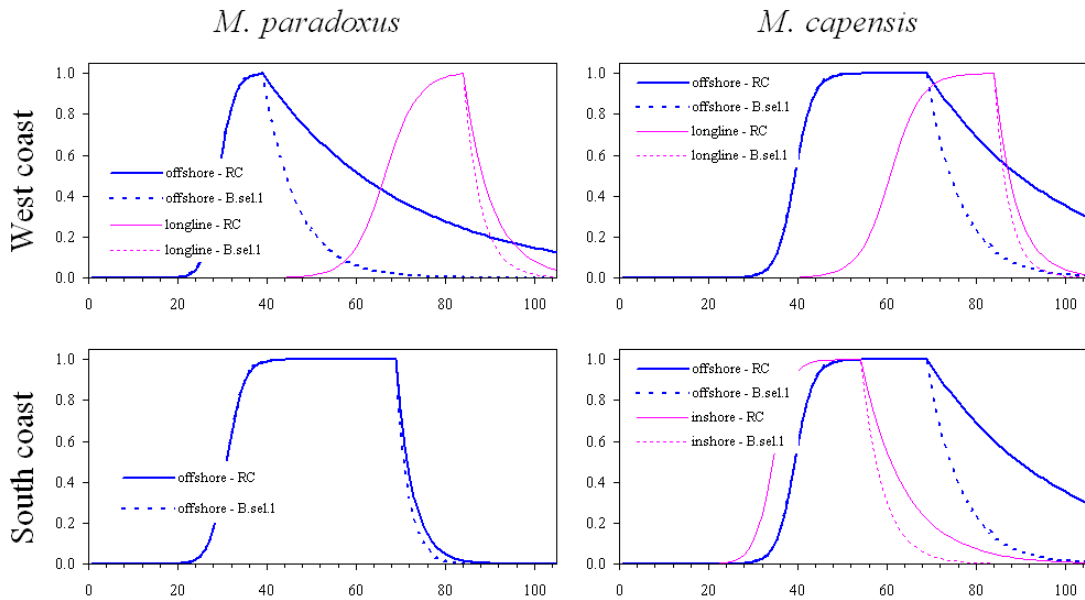 M. paradoxus
M. capensis
West coast
1.0
0.8
0.6
0.4
0.2
0.0
offshore - RC
offshore - B.sel.1
longline - RC
longline - B.sel.1
0 20 40 60 80 100
1.0
0.8
0.6
0.4
0.2
0.0
offshore - RC
offshore - B.sel.1
longline - RC
longline - B.sel.1
0 20 40 60 80 100
South coast
1.0
0.8
0.6
0.4
0.2
0.0
offshore - RC
offshore - B.sel.1
0 20 40 60 80 100
1.0
0.8
0.6
0.4
0.2
0.0
offshore - RC
offshore - B.sel.1
inshore - RC
inshore - B.sel.1
0 20 40 60 80 100